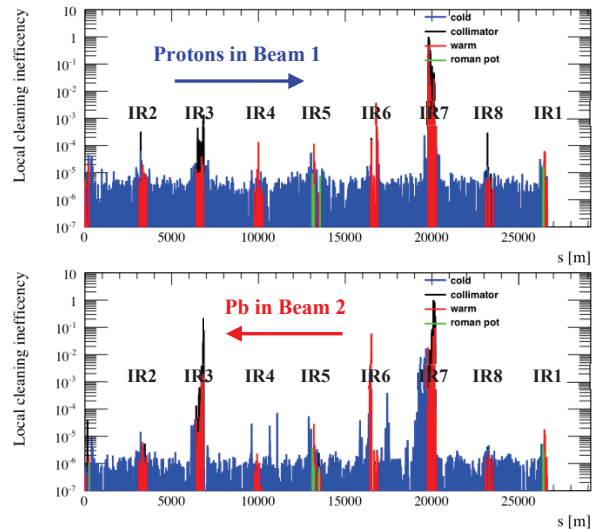 Local cleaning inefficency
1
10-1
10-2
10-3
10-4
10-5
10-6
10-7
Protons in Beam 1
cold
collimator
warm
roman pot
IR2 IR3 IR4 IR5 IR6 IR7 IR8 IR1
0 5000 10000 15000 20000 25000
s [m]
Local cleaning inefficency
1
10-1
10-2
10-3
10-4
10-5
10-6
10-7
Pb in Beam 2
cold
collimator
warm
roman pot
IR2 IR3 IR4 IR5 IR6 IR7 IR8 IR1
0 5000 10000 15000 20000 25000
s [m]